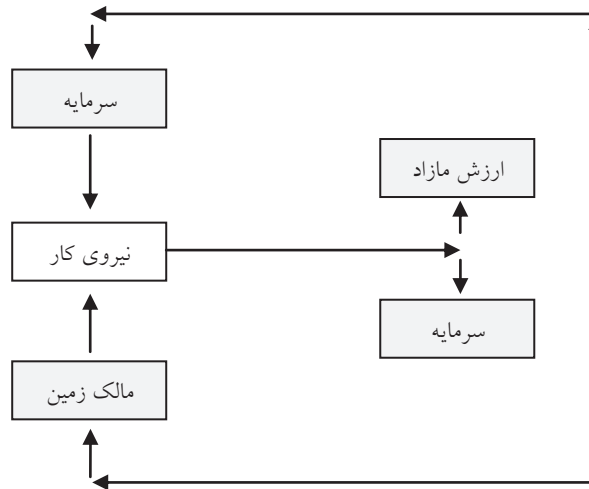 سرمایه
ارزش مازاد
نیروی کار
سرمایه
مالک زمین